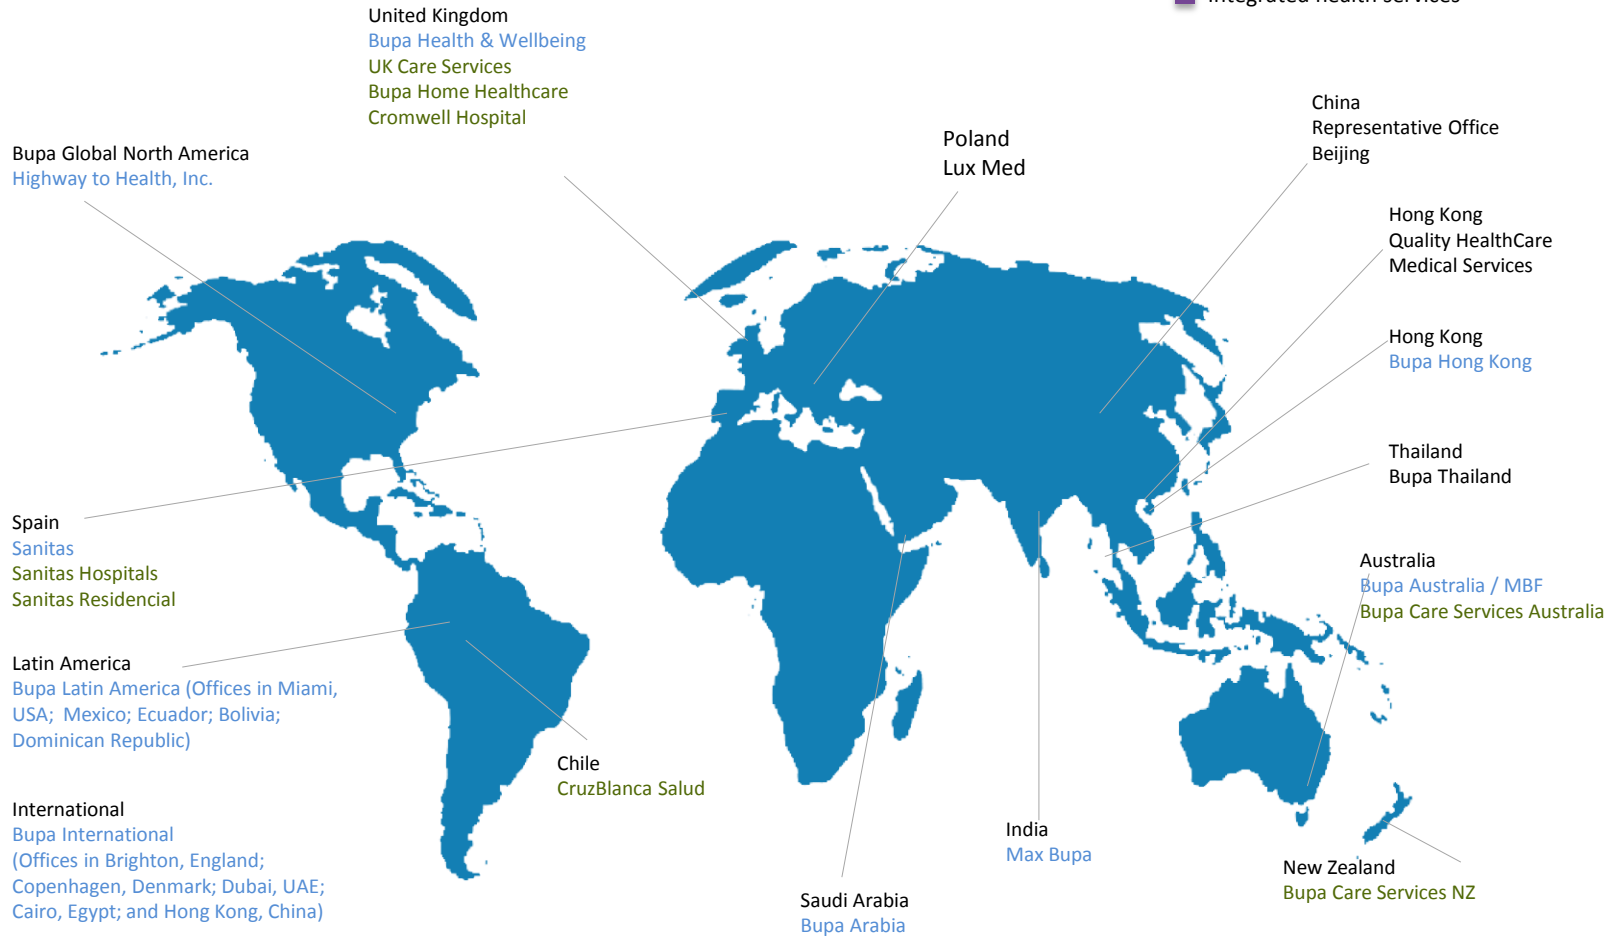 Integrated health services
United Kingdom
Bupa Health & Wellbeing
UK Care Services
Bupa Home Healthcare
Cromwell Hospital
Bupa Global North America
Highway to Health, Inc.
Poland
Lux Med
China
Representative Office
Beijing
Hong Kong
Quality HealthCare
Medical Services
Hong Kong
Bupa Hong Kong
Thailand
Bupa Thailand
Spain
Sanitas
Sanitas Hospitals
Sanitas Residencial
Australia
Bupa Australia / MBF
Bupa Care Services Australia
Latin America
Bupa Latin America (Offices in Miami,
USA; Mexico; Ecuador; Bolivia;
Dominican Republic)
Chile
CruzBlanca Salud
International
Bupa International
(Offices in Brighton, England;
Copenhagen, Denmark; Dubai, UAE;
Cairo, Egypt; and Hong Kong, China)
India
Max Bupa
New Zealand
Bupa Care Services NZ
Saudi Arabia
Bupa Arabia